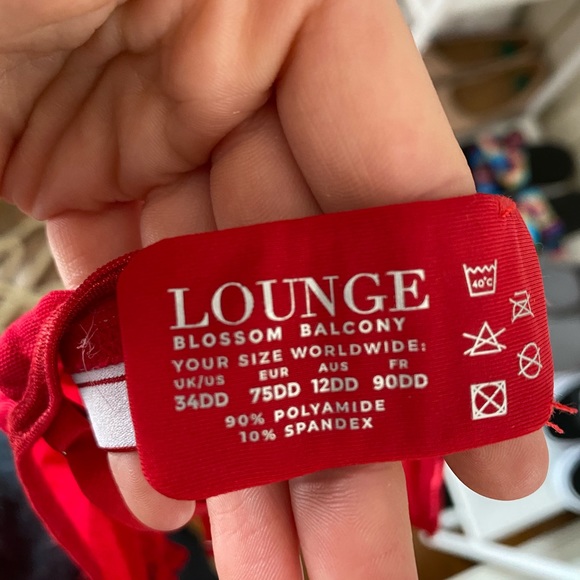 LOUNGE
BLOSSOM BALCONY
YOUR SIZE WORLDWIDE:
UK/US EUR AUS FR
34DD 75DD 12DD 90DD
90% POLYAMIDE
10% SPANDEX
40°C